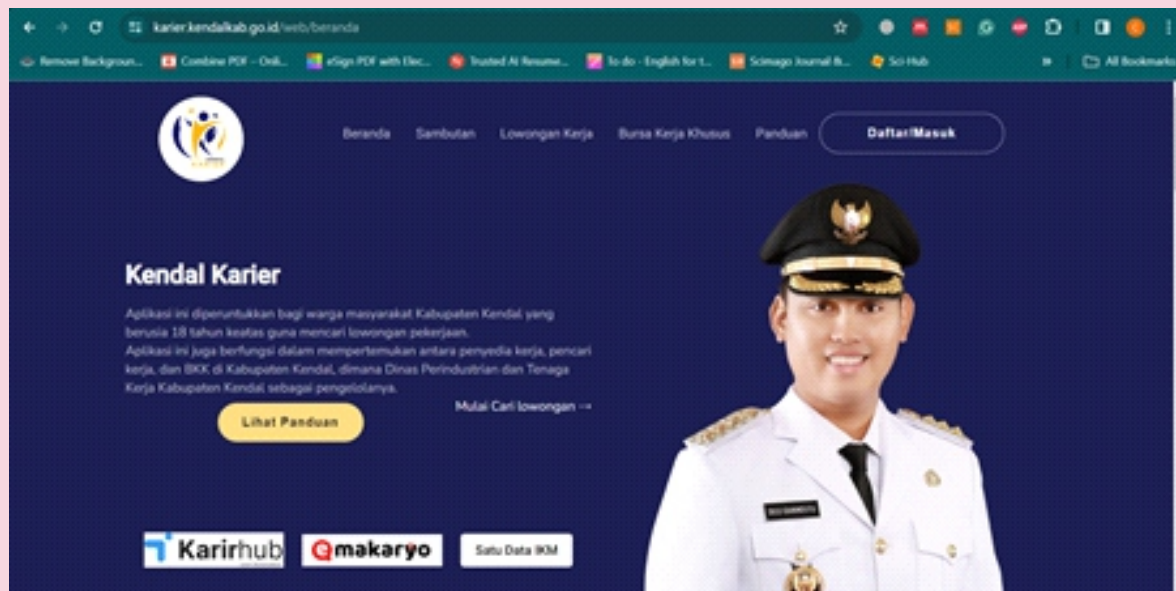 karier.kendalkab.go.id/web/beranda
Remove Backgroun... Combine PDF – Onli... eSign PDF with Elec... Trusted AI Resume... To do - English for t... Scimago Journal &... Sci-Hub All Bookmarks
Beranda Sambutan Lowongan Kerja Bursa Kerja Khusus Panduan Daftar/Masuk
Kendal Karier
Aplikasi ini diperuntukkan bagi warga masyarakat Kabupaten Kendal yang
berusia 18 tahun keatas guna mencari lowongan pekerjaan.
Aplikasi ini juga berfungsi dalam mempertemukan antara penyedia kerja, pencari
kerja, dan BKK di Kabupaten Kendal, dimana Dinas Perindustrian dan Tenaga
Kerja Kabupaten Kendal sebagai pengelolanya.
Lihat Panduan
Mulai Cari lowongan →
Karirhub
makaryo
Satu Data IKM